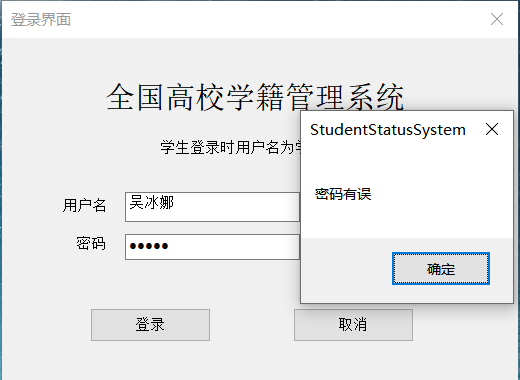 登录界面
全国高校学籍管理系统
学生登录时用户名为学
用户名
吴冰娜
密码
●●●●●
登录
取消
StudentStatusSystem
密码有误
确定